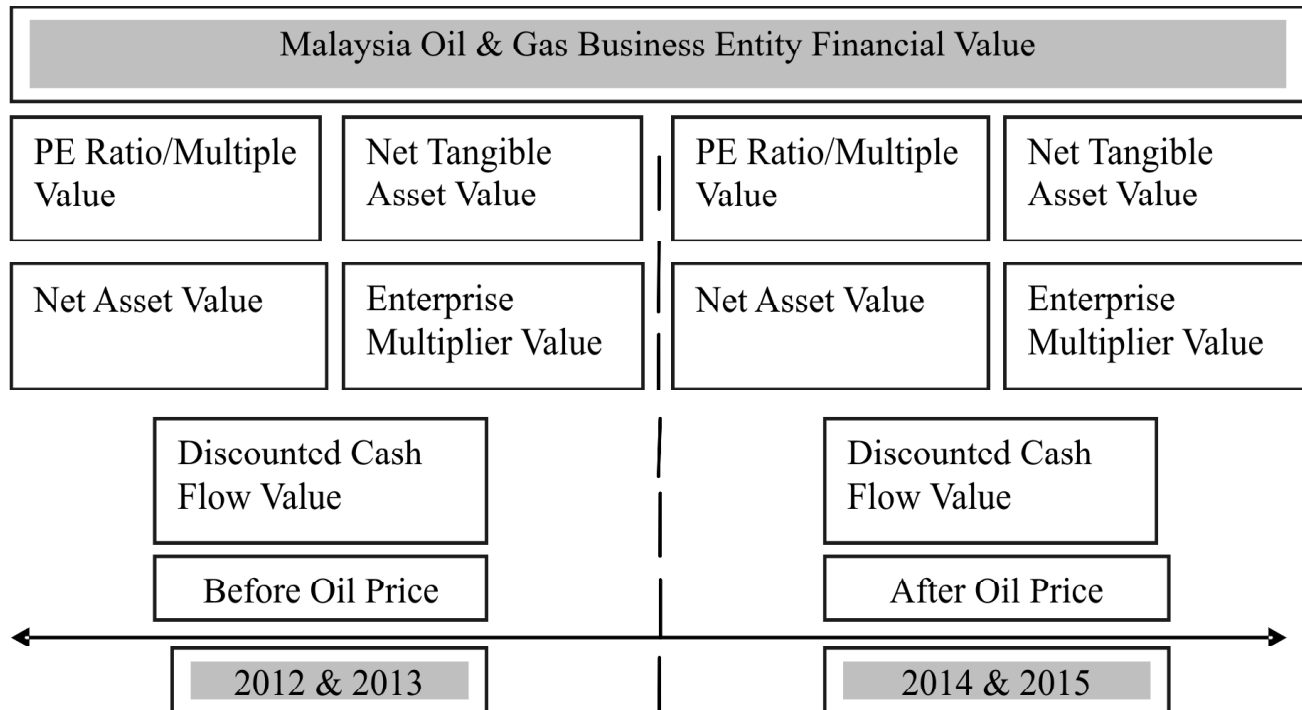 Malaysia Oil & Gas Business Entity Financial Value
PE Ratio/Multiple
Value
Net Tangible
Asset Value
PE Ratio/Multiple
Value
Net Tangible
Asset Value
Net Asset Value
Enterprise
Multiplier Value
Net Asset Value
Enterprise
Multiplier Value
Discounted Cash
Flow Value
Discounted Cash
Flow Value
Before Oil Price
After Oil Price
2012 & 2013
2014 & 2015